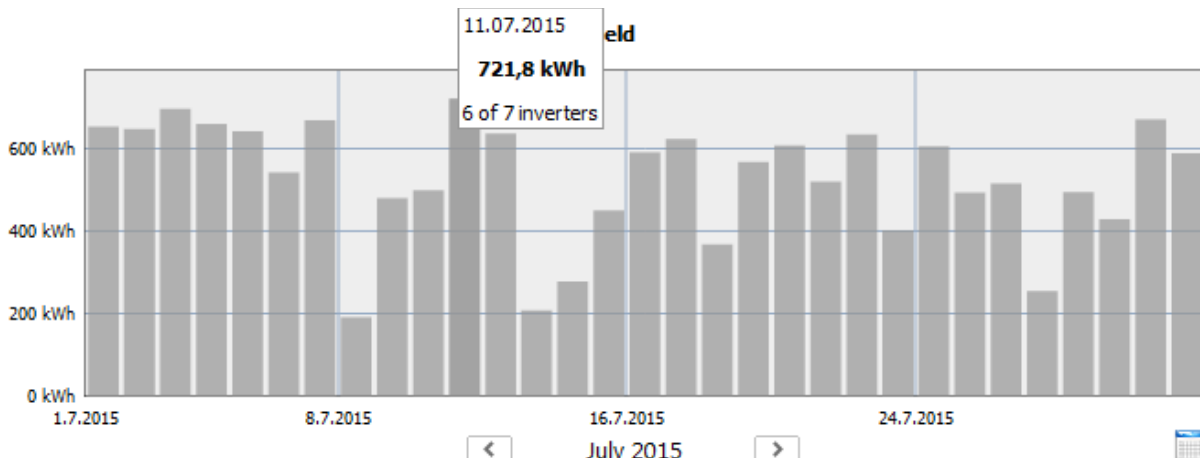 11.07.2015
eld
721,8 kWh
6 of 7 inverters
600 kWh
400 kWh
200 kWh
0 kWh
1.7.2015 8.7.2015 16.7.2015 24.7.2015
July 2015